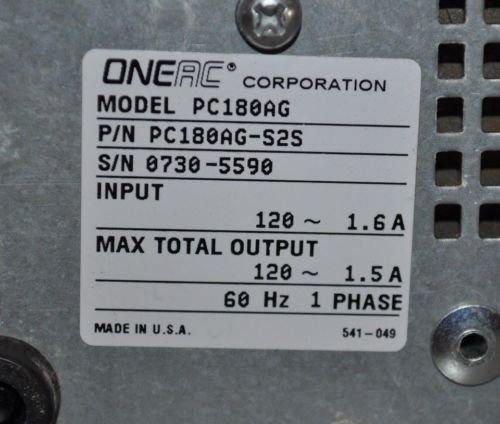 ONEAC® CORPORATION
MODEL PC180AG
P/N PC180AG-S2S
S/N 0730-5590
INPUT
120 ~ 1.6 A
MAX TOTAL OUTPUT
120 ~ 1.5 A
60 Hz 1 PHASE
MADE IN U.S.A. 541-049